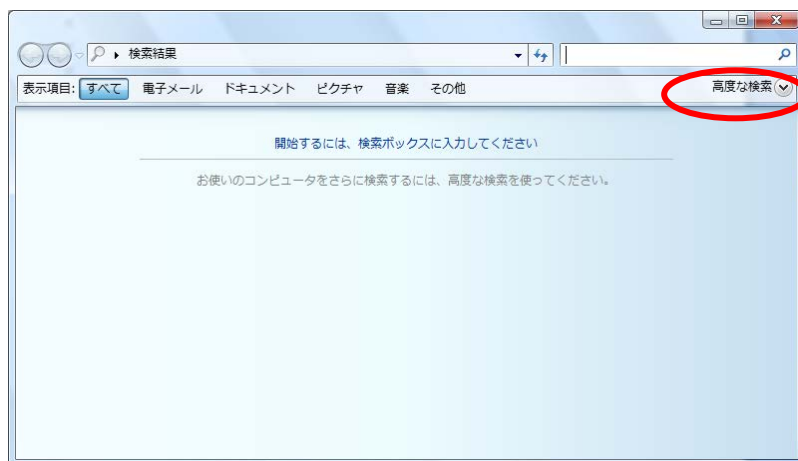 検索結果
表示項目: すべて 電子メール ドキュメント ピクチャ 音楽 その他 高度な検索
開始するには、検索ボックスに入力してください
お使いのコンピュータをさらに検索するには、高度な検索を使ってください。